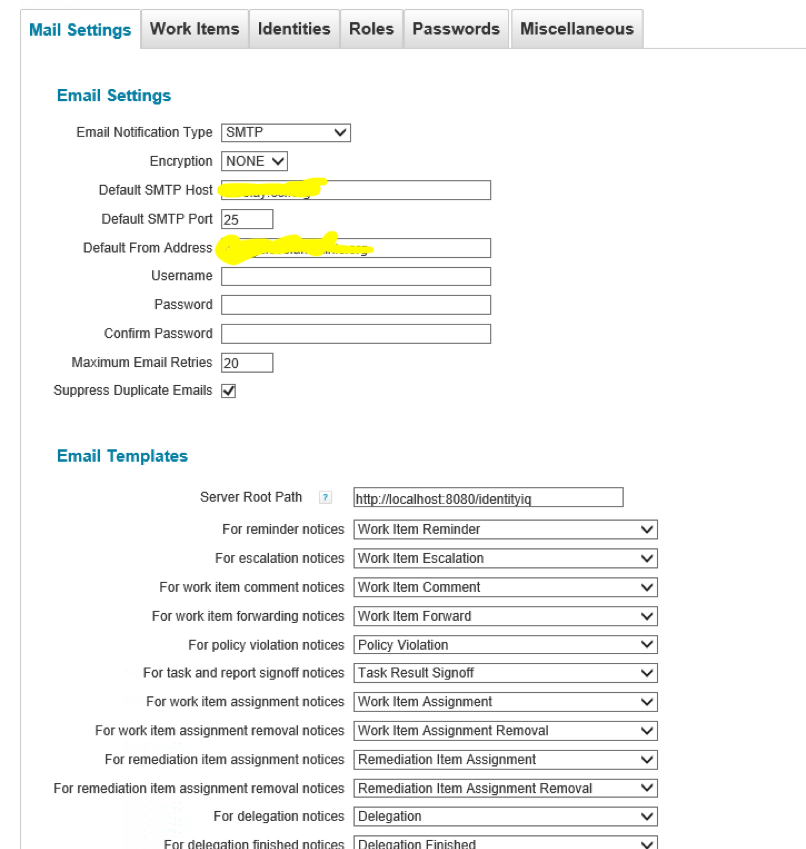 Mail Settings Work Items Identities Roles Passwords Miscellaneous
Email Settings
Email Notification Type SMTP
Encryption NONE
Default SMTP Host
Default SMTP Port 25
Default From Address
Username
Password
Confirm Password
Maximum Email Retries 20
Suppress Duplicate Emails
Email Templates
Server Root Path ? http://localhost:8080/identityiq
For reminder notices Work Item Reminder
For escalation notices Work Item Escalation
For work item comment notices Work Item Comment
For work item forwarding notices Work Item Forward
For policy violation notices Policy Violation
For task and report signoff notices Task Result Signoff
For work item assignment notices Work Item Assignment
For work item assignment removal notices Work Item Assignment Removal
For remediation item assignment notices Remediation Item Assignment
For remediation item assignment removal notices Remediation Item Assignment Removal
For delegation notices Delegation
For delegation finished notices Delegation Finished